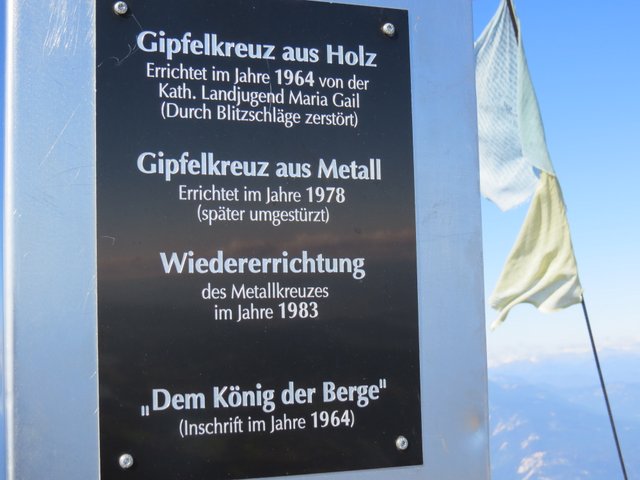 Gipfelkreuz aus Holz
Errichtet im Jahre 1964 von der
Kath. Landjugend Maria Gail
(Durch Blitzschläge zerstört)
Gipfelkreuz aus Metall
Errichtet im Jahre 1978
(später umgestürzt)
Wiedererrichtung
des Metallkreuzes
im Jahre 1983
„Dem König der Berge"
(Inschrift im Jahre 1964)